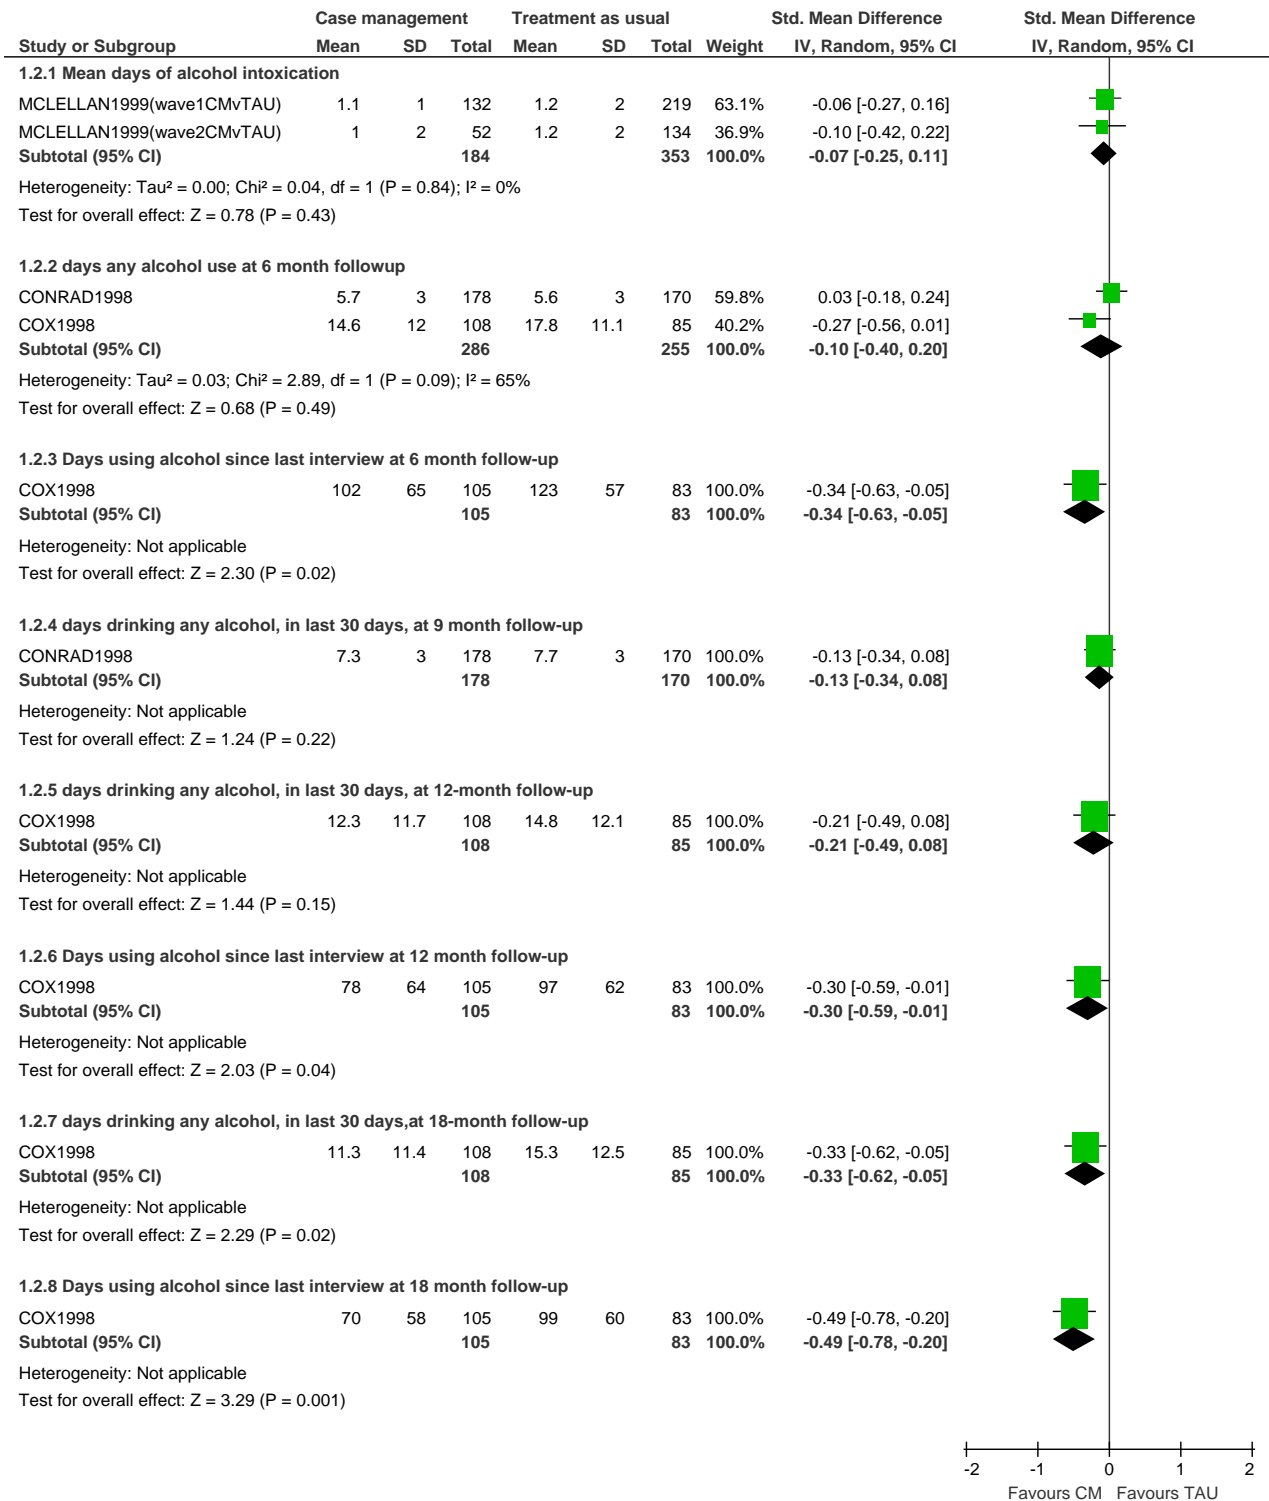 Case management Treatment as usual Std. Mean Difference Std. Mean Difference
Study or Subgroup Mean SD Total Mean SD Total Weight IV, Random, 95% CI IV, Random, 95% CI
1.2.1 Mean days of alcohol intoxication
MCLELLAN1999(wave1CMvTAU) 1.1 1 132 1.2 2 219 63.1% -0.06 [-0.27, 0.16]
MCLELLAN1999(wave2CMvTAU) 1 2 52 1.2 2 134 36.9% -0.10 [-0.42, 0.22]
Subtotal (95% CI) 184 353 100.0% -0.07 [-0.25, 0.11]
Heterogeneity: Tau² = 0.00; Chi² = 0.04, df = 1 (P = 0.84); I² = 0%
Test for overall effect: Z = 0.78 (P = 0.43)
1.2.2 days any alcohol use at 6 month followup
CONRAD1998 5.7 3 178 5.6 3 170 59.8% 0.03 [-0.18, 0.24]
COX1998 14.6 12 108 17.8 11.1 85 40.2% -0.27 [-0.56, 0.01]
Subtotal (95% CI) 286 255 100.0% -0.10 [-0.40, 0.20]
Heterogeneity: Tau² = 0.03; Chi² = 2.89, df = 1 (P = 0.09); I² = 65%
Test for overall effect: Z = 0.68 (P = 0.49)
1.2.3 Days using alcohol since last interview at 6 month follow-up
COX1998 102 65 105 123 57 83 100.0% -0.34 [-0.63, -0.05]
Subtotal (95% CI) 105 83 100.0% -0.34 [-0.63, -0.05]
Heterogeneity: Not applicable
Test for overall effect: Z = 2.30 (P = 0.02)
1.2.4 days drinking any alcohol, in last 30 days, at 9 month follow-up
CONRAD1998 7.3 3 178 7.7 3 170 100.0% -0.13 [-0.34, 0.08]
Subtotal (95% CI) 178 170 100.0% -0.13 [-0.34, 0.08]
Heterogeneity: Not applicable
Test for overall effect: Z = 1.24 (P = 0.22)
1.2.5 days drinking any alcohol, in last 30 days, at 12-month follow-up
COX1998 12.3 11.7 108 14.8 12.1 85 100.0% -0.21 [-0.49, 0.08]
Subtotal (95% CI) 108 85 100.0% -0.21 [-0.49, 0.08]
Heterogeneity: Not applicable
Test for overall effect: Z = 1.44 (P = 0.15)
1.2.6 Days using alcohol since last interview at 12 month follow-up
COX1998 78 64 105 97 62 83 100.0% -0.30 [-0.59, -0.01]
Subtotal (95% CI) 105 83 100.0% -0.30 [-0.59, -0.01]
Heterogeneity: Not applicable
Test for overall effect: Z = 2.03 (P = 0.04)
1.2.7 days drinking any alcohol, in last 30 days,at 18-month follow-up
COX1998 11.3 11.4 108 15.3 12.5 85 100.0% -0.33 [-0.62, -0.05]
Subtotal (95% CI) 108 85 100.0% -0.33 [-0.62, -0.05]
Heterogeneity: Not applicable
Test for overall effect: Z = 2.29 (P = 0.02)
1.2.8 Days using alcohol since last interview at 18 month follow-up
COX1998 70 58 105 99 60 83 100.0% -0.49 [-0.78, -0.20]
Subtotal (95% CI) 105 83 100.0% -0.49 [-0.78, -0.20]
Heterogeneity: Not applicable
Test for overall effect: Z = 3.29 (P = 0.001)
-2 -1 0 1 2
Favours CM Favours TAU